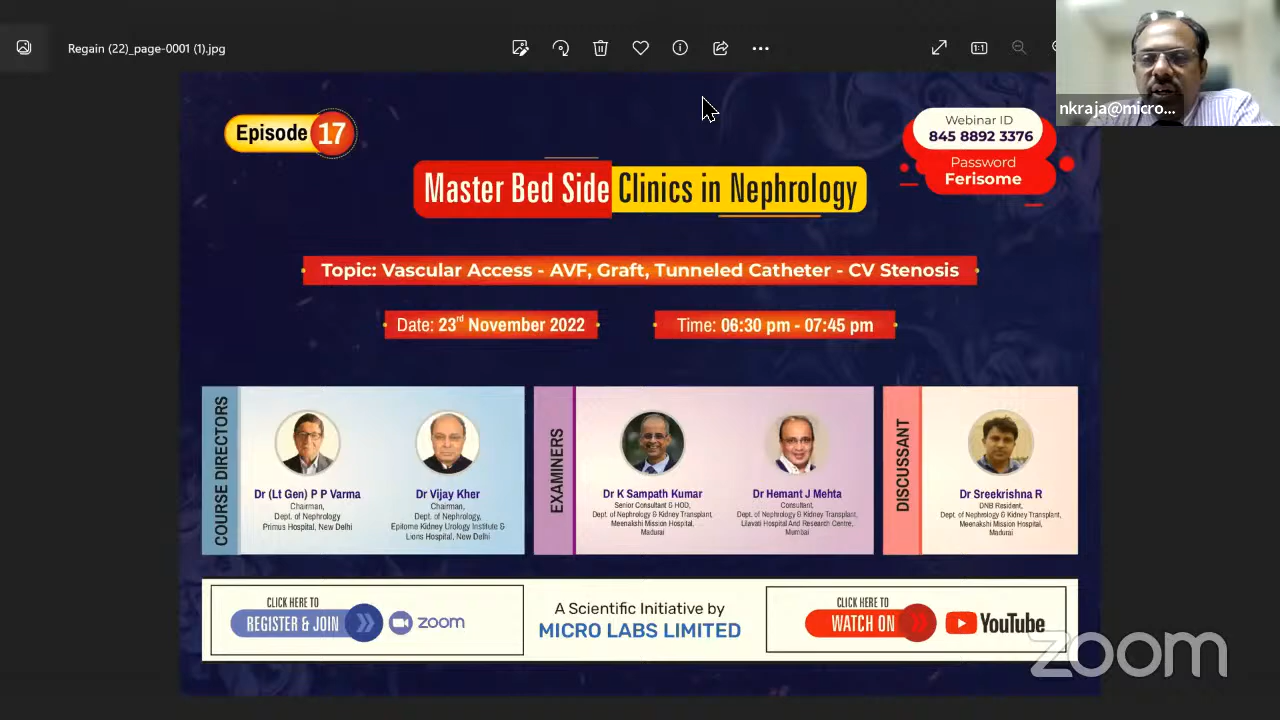 Regain (22)_page-0001 (1).jpg
nkraja@micro...
Episode 17
Webinar ID
845 8892 3376
Password
Ferisome
Master Bed Side Clinics in Nephrology
Topic: Vascular Access - AVF, Graft, Tunneled Catheter - CV Stenosis
Date: 23rd November 2022
Time: 06:30 pm - 07:45 pm
COURSE DIRECTORS
Dr (Lt Gen) P P Varma
Chairman,
Dept. of Nephrology
Primus Hospital, New Delhi
Dr Vijay Kher
Chairman,
Dept. of Nephrology,
Epitome Kidney Urology Institute &
Lions Hospital, New Delhi
EXAMINERS
Dr K Sampath Kumar
Senior Consultant & HOD,
Dept. of Nephrology & Kidney Transplant,
Meenakshi Mission Hospital,
Madurai
Dr Hemant J Mehta
Consultant,
Dept. of Nephrology & Kidney Transplant,
Lilavati Hospital And Research Centre,
Mumbai
DISCUSSANT
Dr Sreekrishna R
DNB Resident,
Dept. of Nephrology & Kidney Transplant,
Meenakshi Mission Hospital,
Madurai
CLICK HERE TO
REGISTER & JOIN
zoom
A Scientific Initiative by
MICRO LABS LIMITED
CLICK HERE TO
WATCH ON
YouTube
zoom